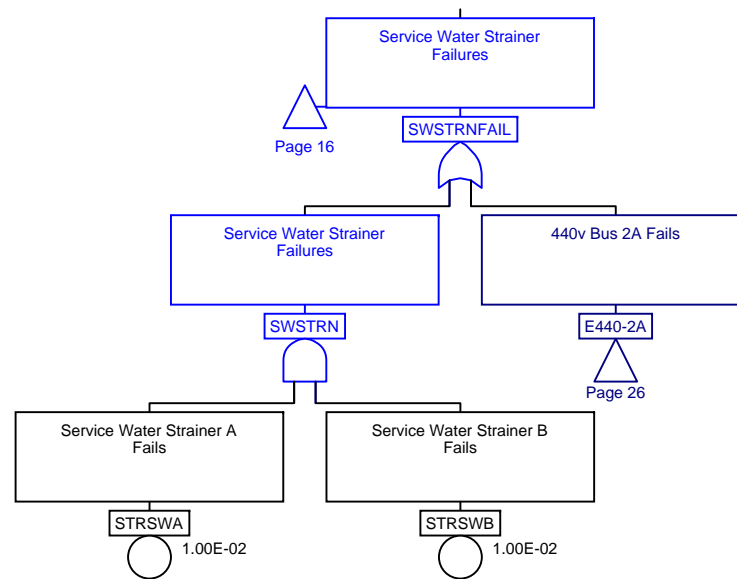 Service Water Strainer
Failures
Page 16
SWSTRNFAIL
Service Water Strainer
Failures
440v Bus 2A Fails
SWSTRN
E440-2A
Page 26
Service Water Strainer A
Fails
Service Water Strainer B
Fails
STRSWA
1.00E-02
STRSWB
1.00E-02